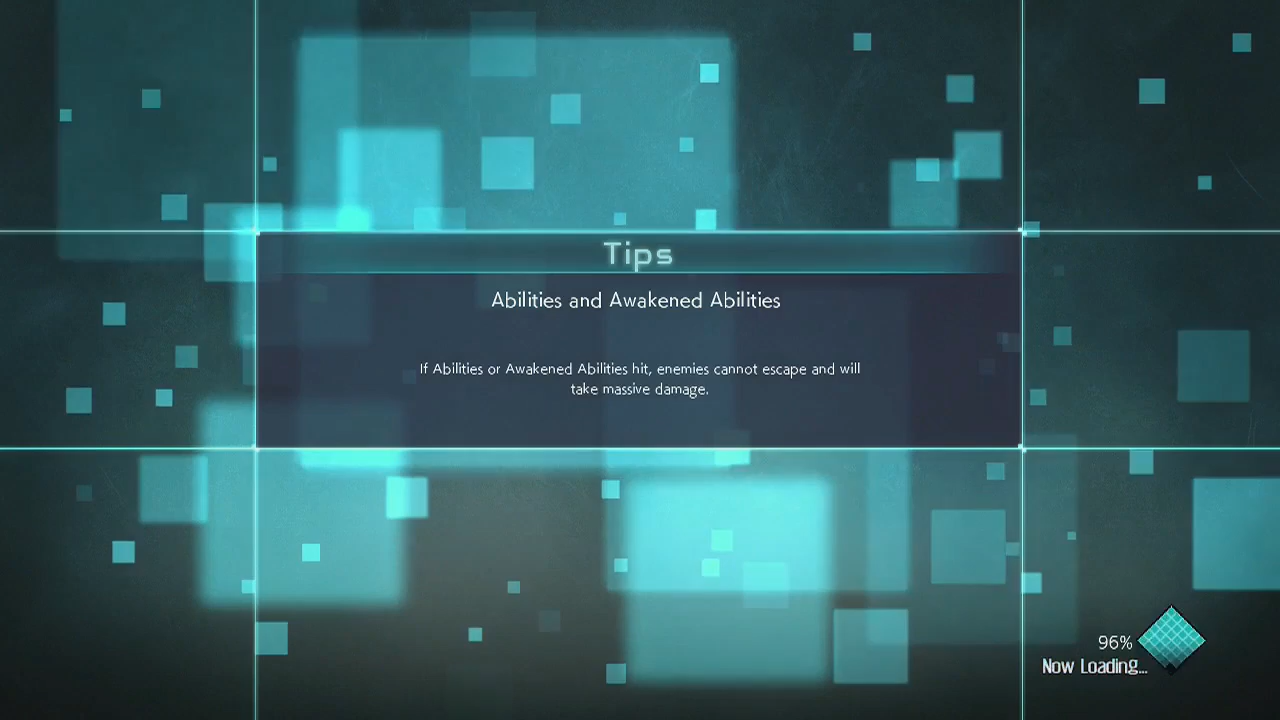 Tips
Abilities and Awakened Abilities
If Abilities or Awakened Abilities hit, enemies cannot escape and will
take massive damage.
96%
Now Loading...